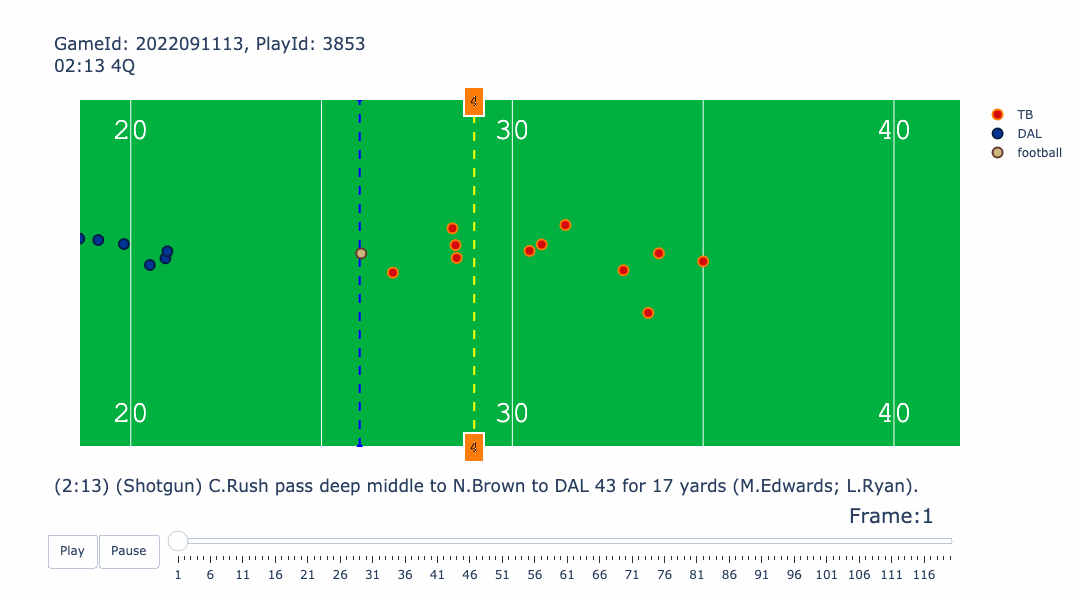 GameId: 2022091113, PlayId: 3853
02:13 4Q
4
20 30 40
TB
DAL
football
20 30 40
4
(2:13) (Shotgun) C.Rush pass deep middle to N.Brown to DAL 43 for 17 yards (M.Edwards; L.Ryan).
Frame:1
Play Pause
1 6 11 16 21 26 31 36 41 46 51 56 61 66 71 76 81 86 91 96 101 106 111 116